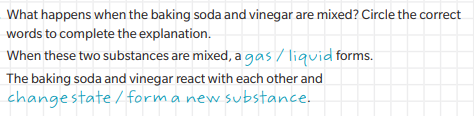 What happens when the baking soda and vinegar are mixed? Circle the correct
words to complete the explanation.
When these two substances are mixed, a gas / liquid forms.
The baking soda and vinegar react with each other and
change state / form a new substance.